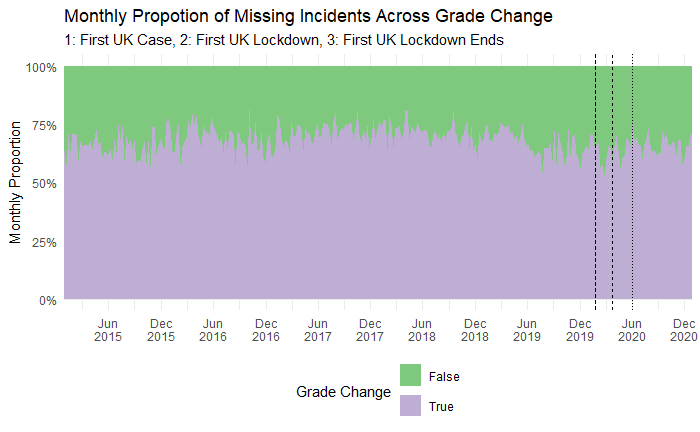 Monthly Propotion of Missing Incidents Across Grade Change
1: First UK Case, 2: First UK Lockdown, 3: First UK Lockdown Ends
100%
75%
50%
25%
0%
Monthly Proportion
Jun Dec Jun Dec Jun Dec Jun Dec Jun Dec Jun Dec
2015 2015 2016 2016 2017 2017 2018 2018 2019 2019 2020 2020
Grade Change
False
True